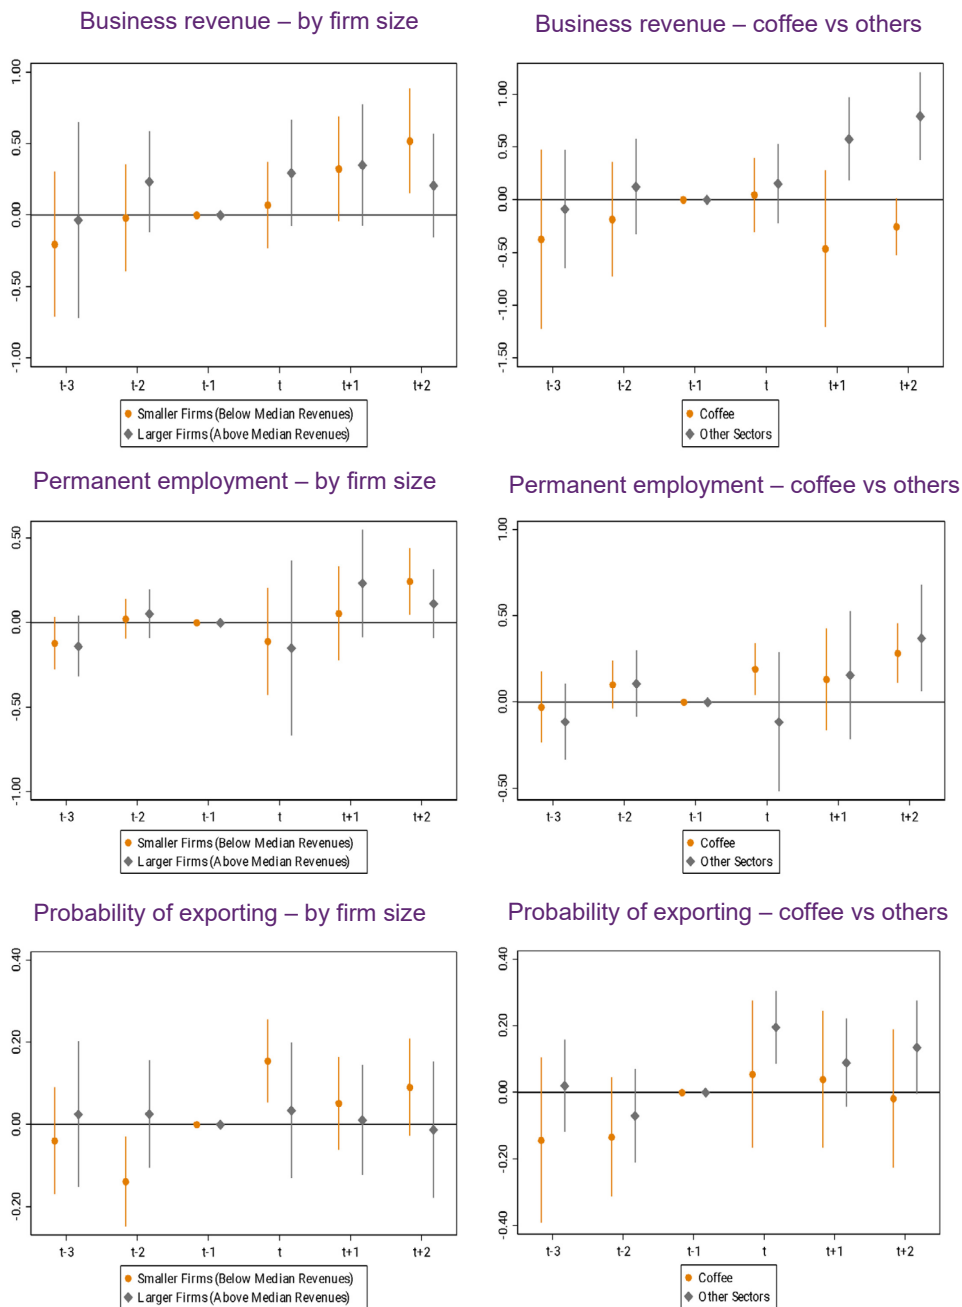 Business revenue – by firm size
1.00
0.50
0.00
-0.50
-1.00
t-3 t-2 t-1 t t+1 t+2
Smaller Firms (Below Median Revenues)
Larger Firms (Above Median Revenues)
Business revenue – coffee vs others
1.00
0.50
0.00
-0.50
-1.00
-1.50
t-3 t-2 t-1 t t+1 t+2
Coffee
Other Sectors
Permanent employment – by firm size
0.50
0.00
-0.50
-1.00
t-3 t-2 t-1 t t+1 t+2
Smaller Firms (Below Median Revenues)
Larger Firms (Above Median Revenues)
Permanent employment – coffee vs others
1.00
0.50
0.00
-0.50
t-3 t-2 t-1 t t+1 t+2
Coffee
Other Sectors
Probability of exporting – by firm size
0.40
0.20
0.00
-0.20
t-3 t-2 t-1 t t+1 t+2
Smaller Firms (Below Median Revenues)
Larger Firms (Above Median Revenues)
Probability of exporting – coffee vs others
0.40
0.20
0.00
-0.20
-0.40
t-3 t-2 t-1 t t+1 t+2
Coffee
Other Sectors